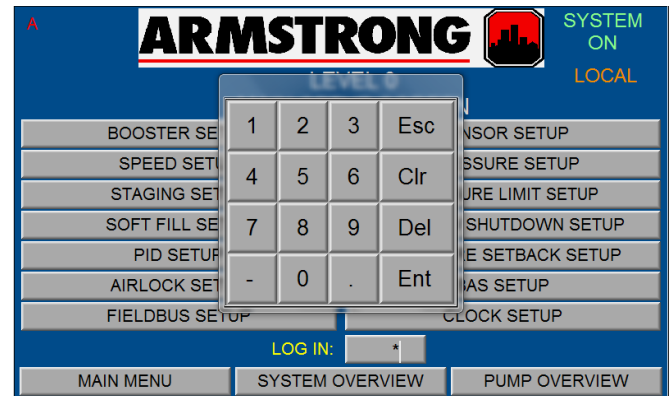 A
ARMSTRONG
SYSTEM
ON
LEVEL 0
LOCAL
BOOSTER SE
NSOR SETUP
SPEED SETU
SSURE SETUP
STAGING SET
URE LIMIT SETUP
SOFT FILL SE
SHUTDOWN SETUP
PID SETUP
E SETBACK SETUP
AIRLOCK SET
BAS SETUP
FIELDBUS SETUP
CLOCK SETUP
1 2 3 Esc
4 5 6 Clr
7 8 9 Del
- 0 . Ent
LOG IN: *
MAIN MENU SYSTEM OVERVIEW PUMP OVERVIEW